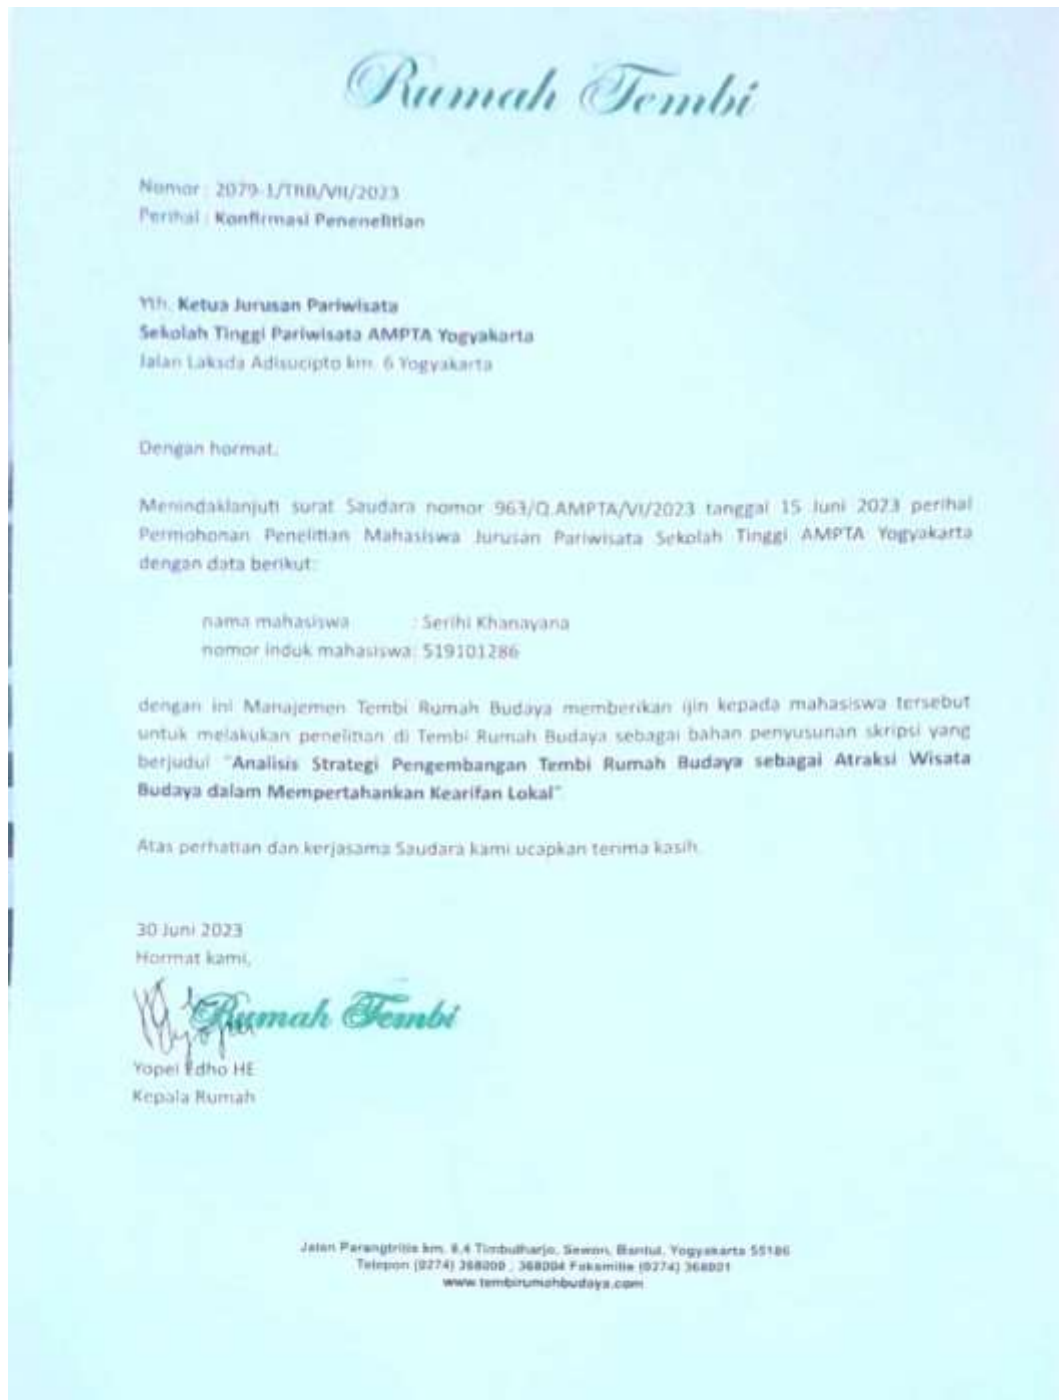 Rumah Tembi
Nomor : 2079-1/TRB/VII/2023
Perihal : Konfirmasi Penenelitian
Yth. Ketua Jurusan Pariwisata
Sekolah Tinggi Pariwisata AMPTA Yogyakarta
Jalan Laksda Adisucipto km. 6 Yogyakarta
Dengan hormat,
Menindaklanjuti surat Saudara nomor 963/Q.AMPTA/VI/2023 tanggal 15 Juni 2023 perihal
Permohonan Penelitian Mahasiswa Jurusan Pariwisata Sekolah Tinggi AMPTA Yogyakarta
dengan data berikut:
nama mahasiswa : Serihi Khanayana
nomor induk mahasiswa: 519101286
dengan ini Manajemen Tembi Rumah Budaya memberikan ijin kepada mahasiswa tersebut
untuk melakukan penelitian di Tembi Rumah Budaya sebagai bahan penyusunan skripsi yang
berjudul "Analisis Strategi Pengembangan Tembi Rumah Budaya sebagai Atraksi Wisata
Budaya dalam Mempertahankan Kearifan Lokal"
Atas perhatian dan kerjasama Saudara kami ucapkan terima kasih.
30 Juni 2023
Hormat kami,
Rumah Tembi
Yopei Edho HE
Kepala Rumah
Jalan Parangtritis km. 8,4 Timbulharjo, Sewon, Bantul, Yogyakarta 55186
Telepon (0274) 368000 , 368004 Faksimilie (0274) 368001
www.tembirumahbudaya.com